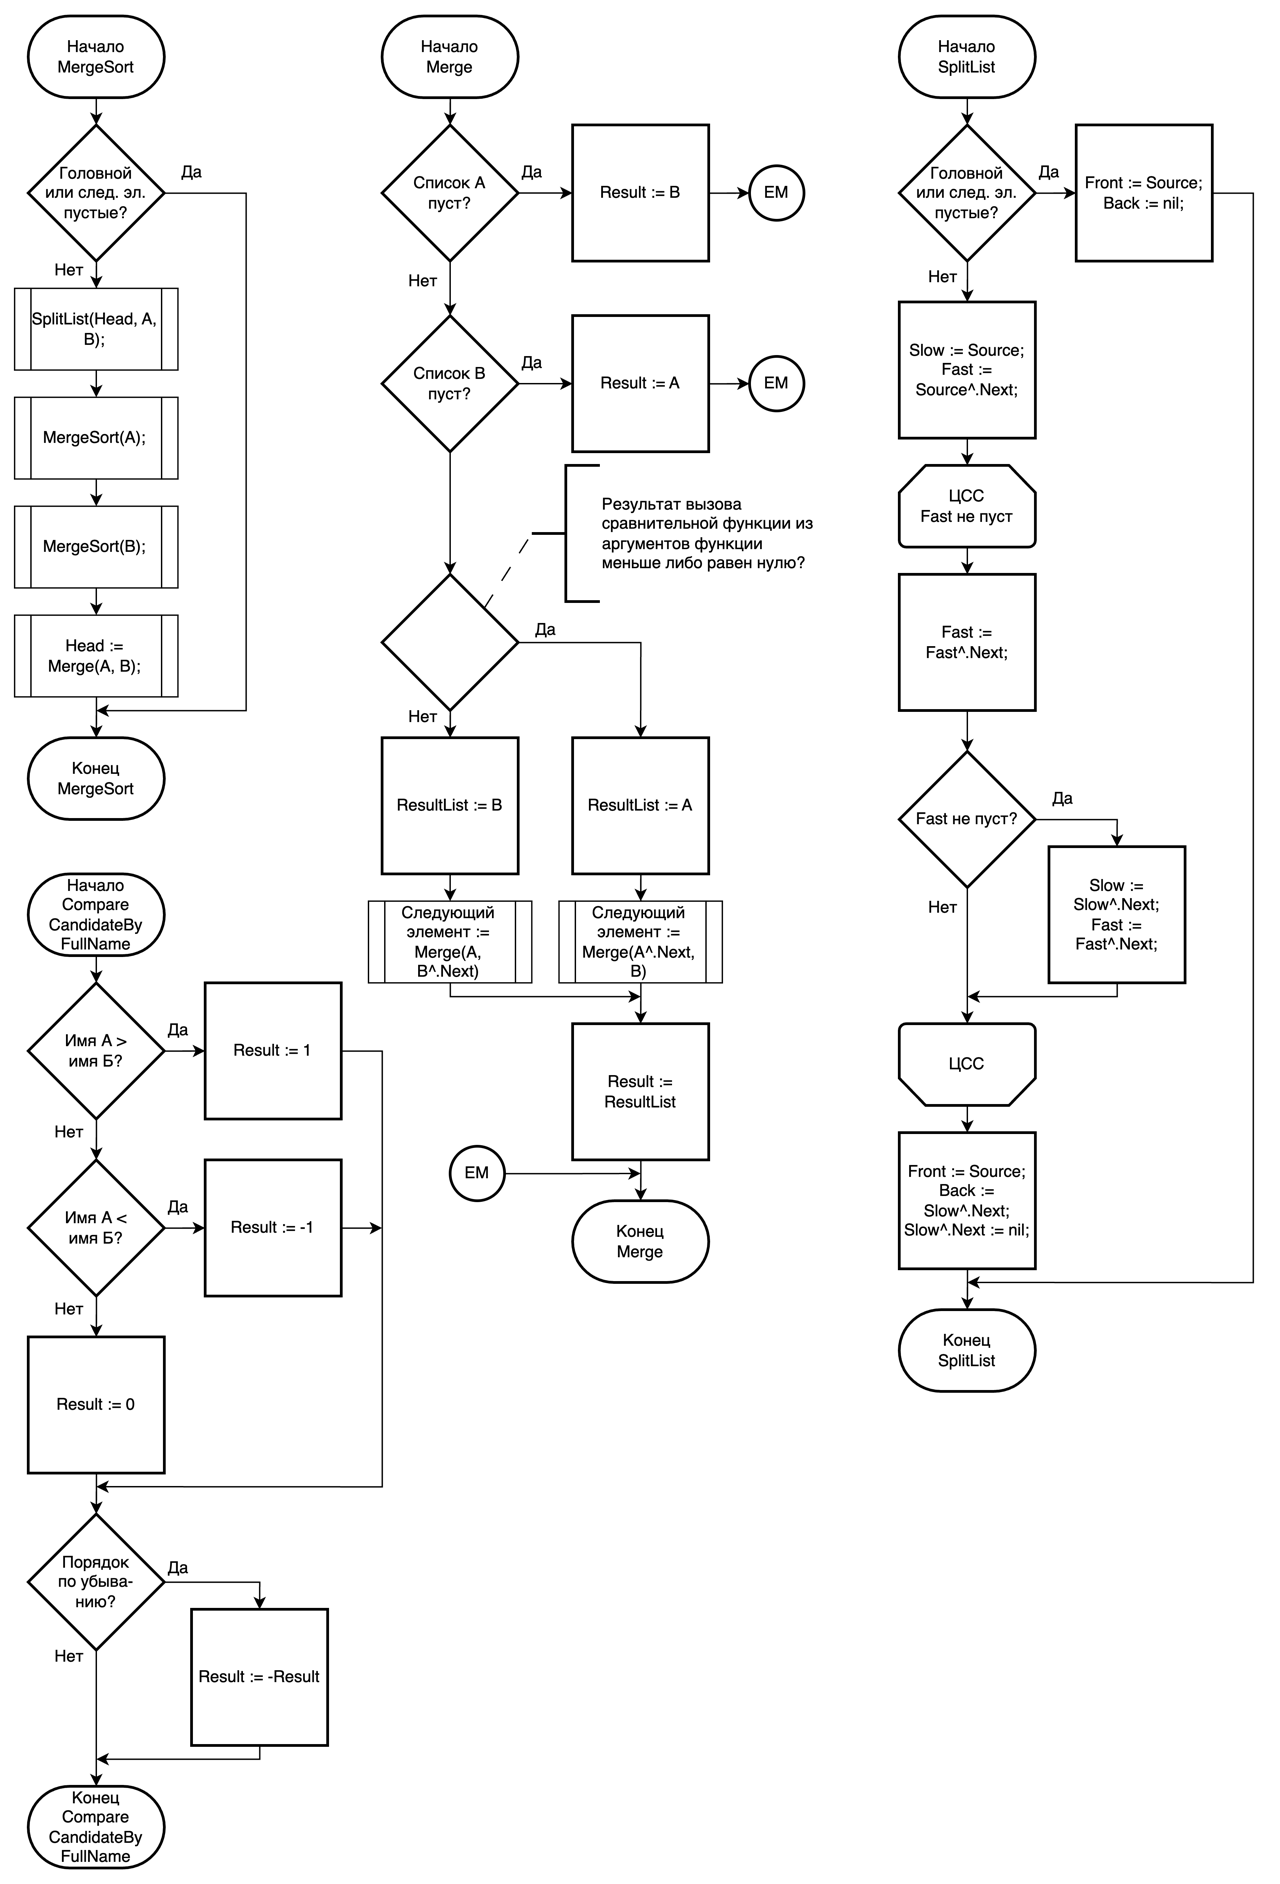 Начало
MergeSort
Головной
или след. эл.
пустые?
Да
Нет
SplitList(Head, A,
B);
MergeSort(A);
MergeSort(B);
Head :=
Merge(A, B);
Конец
MergeSort
Начало
Compare
CandidateBy
FullName
Имя А >
имя Б?
Да
Result := 1
Нет
Имя А <
имя Б?
Да
Result := -1
Нет
Result := 0
Порядок
по убыва-
нию?
Да
Result := -Result
Нет
Конец
Compare
CandidateBy
FullName
Начало
Merge
Список А
пуст?
Да
Result := B
EM
Нет
Список B
пуст?
Да
Result := A
EM
Результат вызова
сравнительной функции из
аргументов функции
меньше либо равен нулю?
Да
Нет
ResultList := B
ResultList := A
Следующий
элемент :=
Merge(A,
B^.Next)
Следующий
элемент :=
Merge(A^.Next,
B)
Result :=
ResultList
EM
Конец
Merge
Начало
SplitList
Головной
или след. эл.
пустые?
Да
Front := Source;
Back := nil;
Нет
Slow := Source;
Fast :=
Source^.Next;
ЦСС
Fast не пуст
Fast :=
Fast^.Next;
Fast не пуст?
Да
Slow :=
Slow^.Next;
Fast :=
Fast^.Next;
Нет
ЦСС
Front := Source;
Back :=
Slow^.Next;
Slow^.Next := nil;
Конец
SplitList